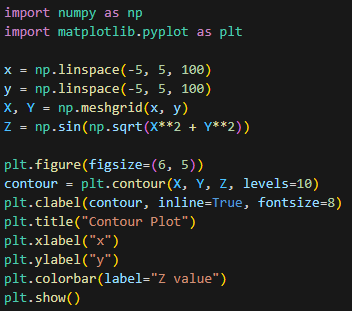 import numpy as np
import matplotlib.pyplot as plt
x = np.linspace(-5, 5, 100)
y = np.linspace(-5, 5, 100)
X, Y = np.meshgrid(x, y)
Z = np.sin(np.sqrt(X**2 + Y**2))
plt.figure(figsize=(6, 5))
contour = plt.contour(X, Y, Z, levels=10)
plt.clabel(contour, inline=True, fontsize=8)
plt.title("Contour Plot")
plt.xlabel("x")
plt.ylabel("y")
plt.colorbar(label="Z value")
plt.show()